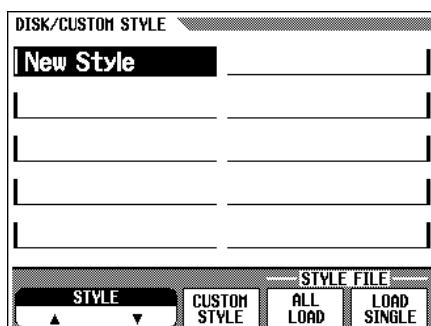 DISK/CUSTOM STYLE
New Style
STYLE FILE
STYLE
▲ ▼
CUSTOM STYLE
ALL LOAD
LOAD SINGLE